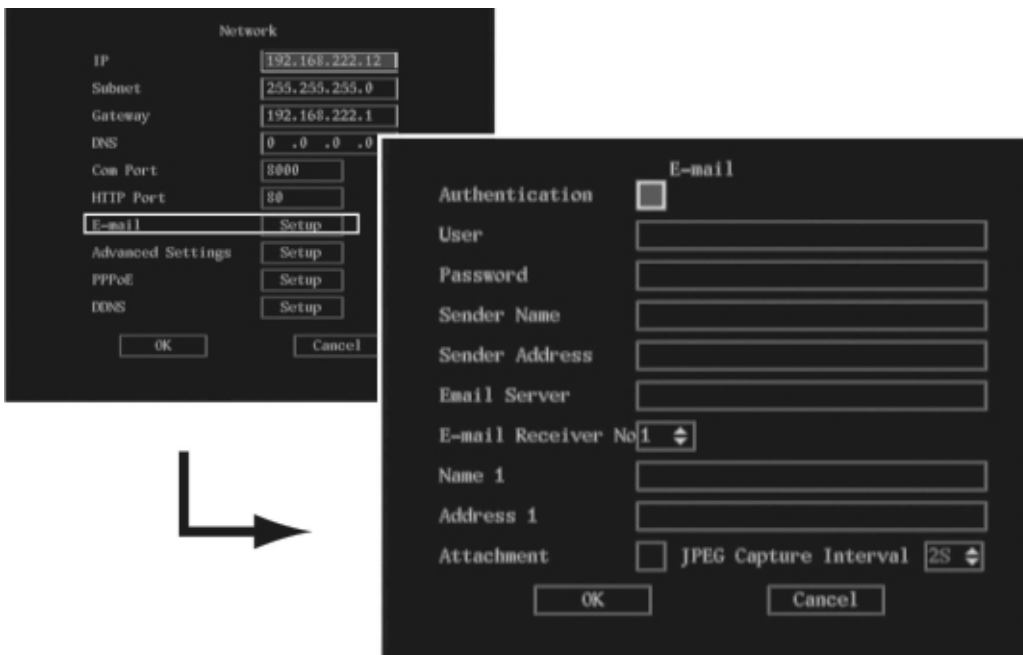 Network
IP 192.168.222.12
Subnet 255.255.255.0
Gateway 192.168.222.1
DNS 0 .0 .0 .0
Com Port 8000
HTTP Port 80
E-mail Setup
Advanced Settings Setup
PPPoE Setup
DDNS Setup
OK Cancel
E-mail
Authentication
User
Password
Sender Name
Sender Address
Email Server
E-mail Receiver No 1
Name 1
Address 1
Attachment JPEG Capture Interval 2S
OK Cancel